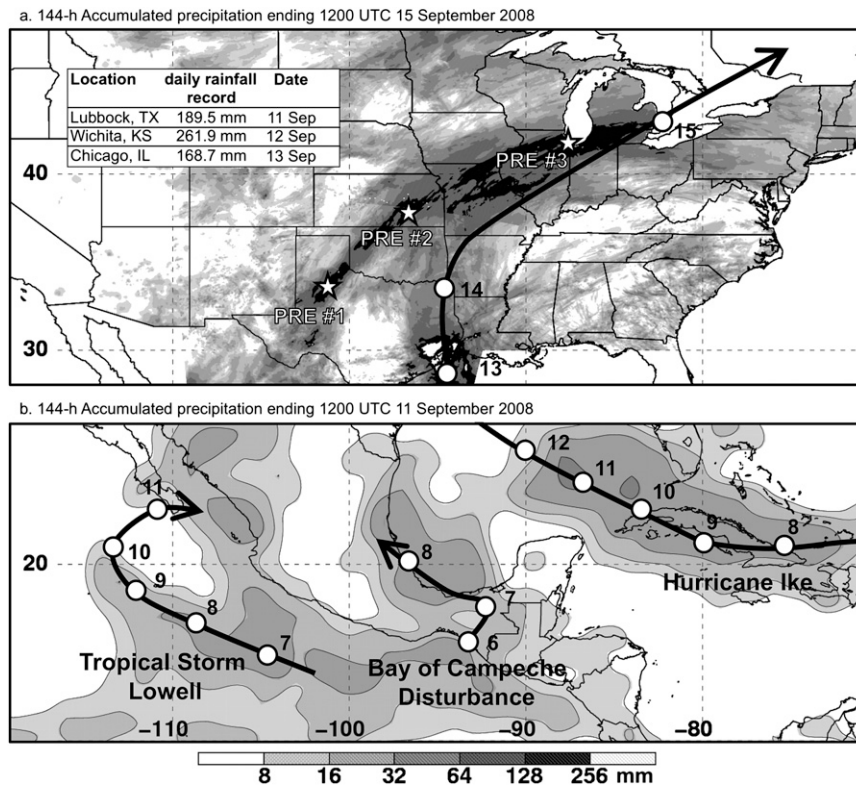 a. 144-h Accumulated precipitation ending 1200 UTC 15 September 2008
Location daily rainfall record Date
Lubbock, TX 189.5 mm 11 Sep
Wichita, KS 261.9 mm 12 Sep
Chicago, IL 168.7 mm 13 Sep
15
PRE #3
40
PRE #2
14
PRE #1
30
13
b. 144-h Accumulated precipitation ending 1200 UTC 11 September 2008
12
11
11
10
10
9
8
8
20
9
Hurricane Ike
8
7
7
6
Tropical Storm
Lowell
Bay of Campeche
Disturbance
−110 −100 −90 −80
8 16 32 64 128 256 mm